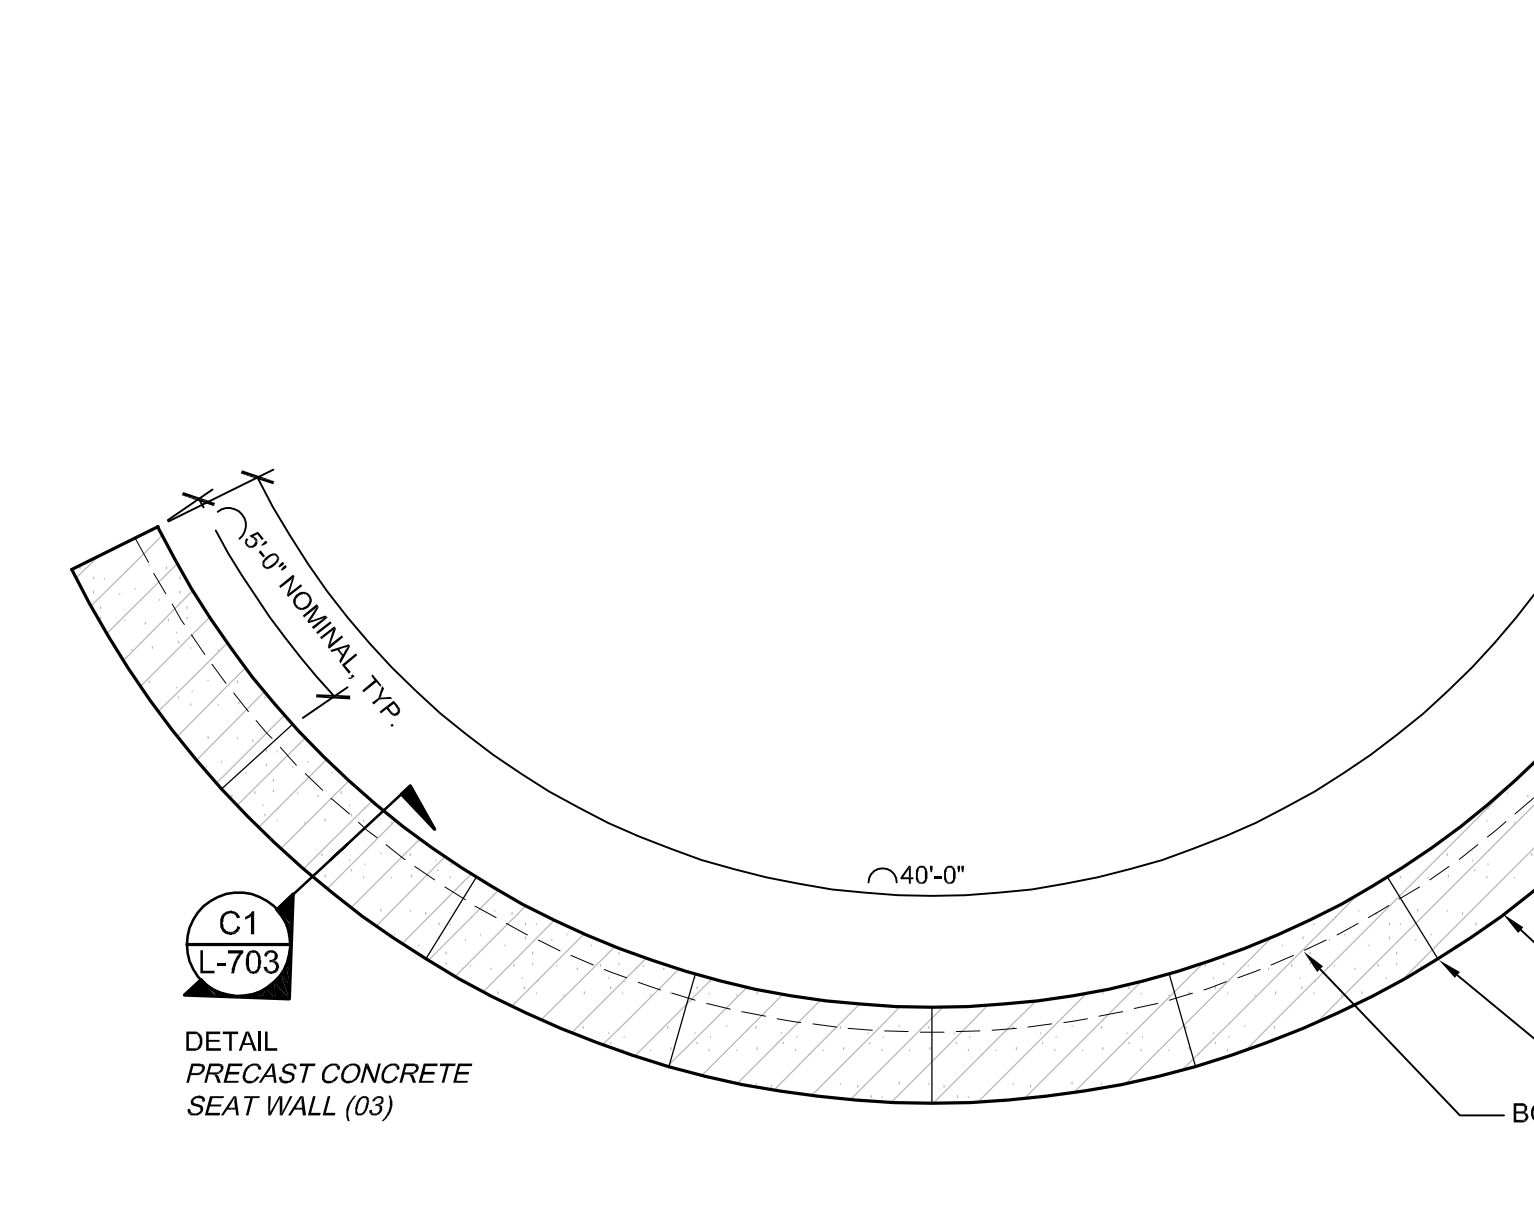 5'-0" NOMINAL, TYP.
40'-0"
C1
L-703
DETAIL
PRECAST CONCRETE
SEAT WALL (03)